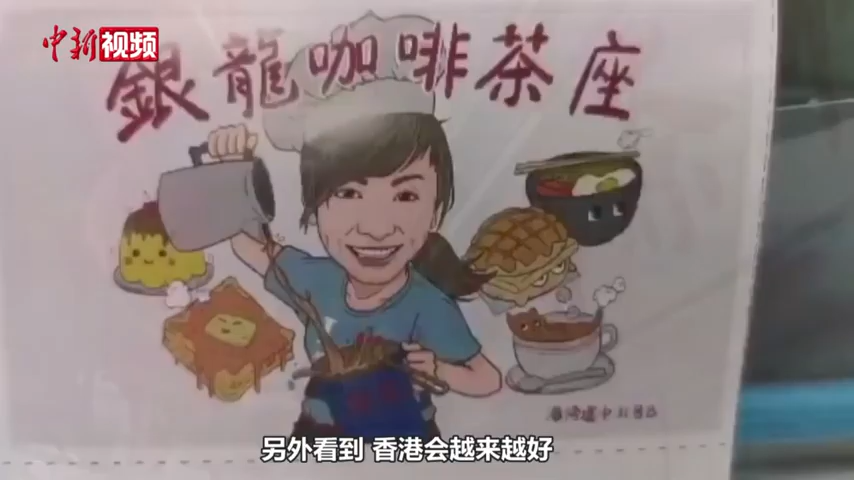 中新视频
銀龍咖啡茶座
另外看到 香港会越来越好